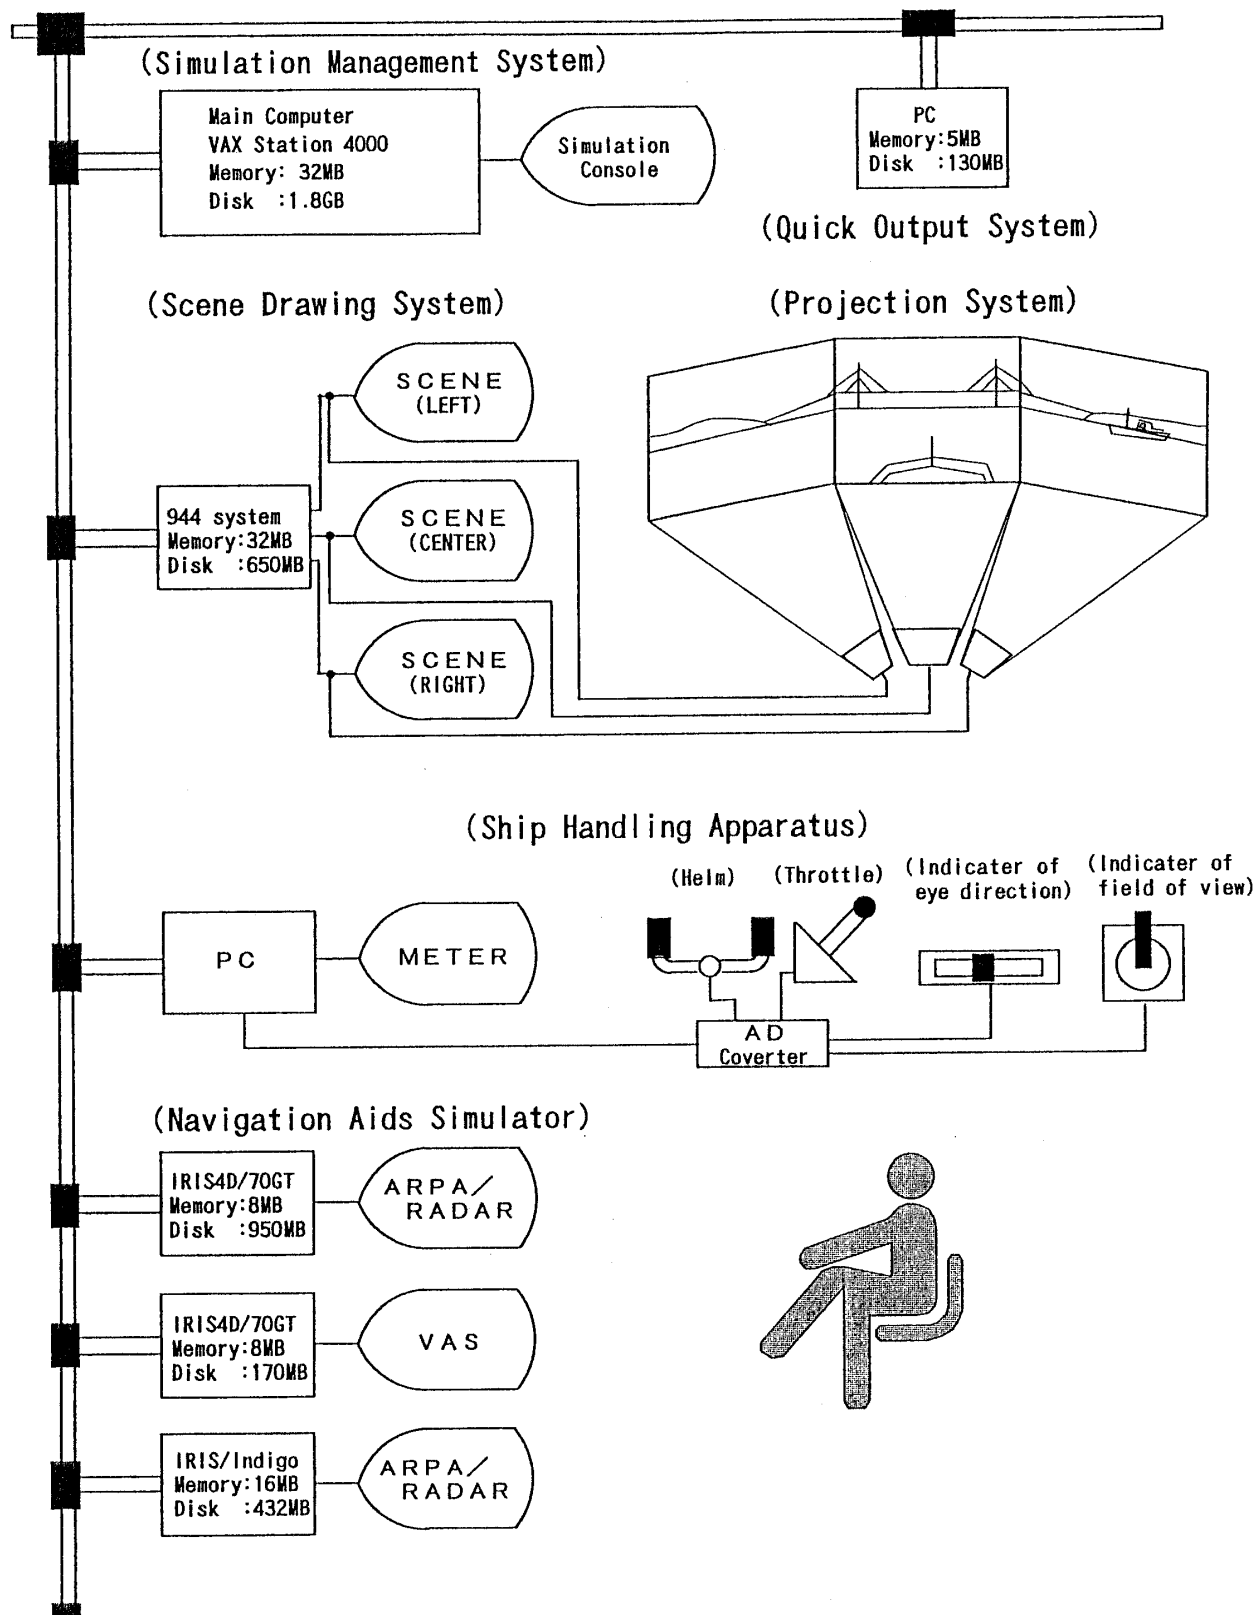 (Simulation Management System)
Main Computer
VAX Station 4000
Memory: 32MB
Disk :1.8GB
Simulation
Console
PC
Memory:5MB
Disk :130MB
(Quick Output System)
(Scene Drawing System)
(Projection System)
SCENE
(LEFT)
944 system
Memory:32MB
Disk :650MB
SCENE
(CENTER)
SCENE
(RIGHT)
(Ship Handling Apparatus)
(Helm)
(Throttle)
(Indicater of
eye direction)
(Indicater of
field of view)
PC
METER
AD
Coverter
(Navigation Aids Simulator)
IRIS4D/70GT
Memory:8MB
Disk :950MB
ARPA/
RADAR
IRIS4D/70GT
Memory:8MB
Disk :170MB
VAS
IRIS/Indigo
Memory:16MB
Disk :432MB
ARPA/
RADAR